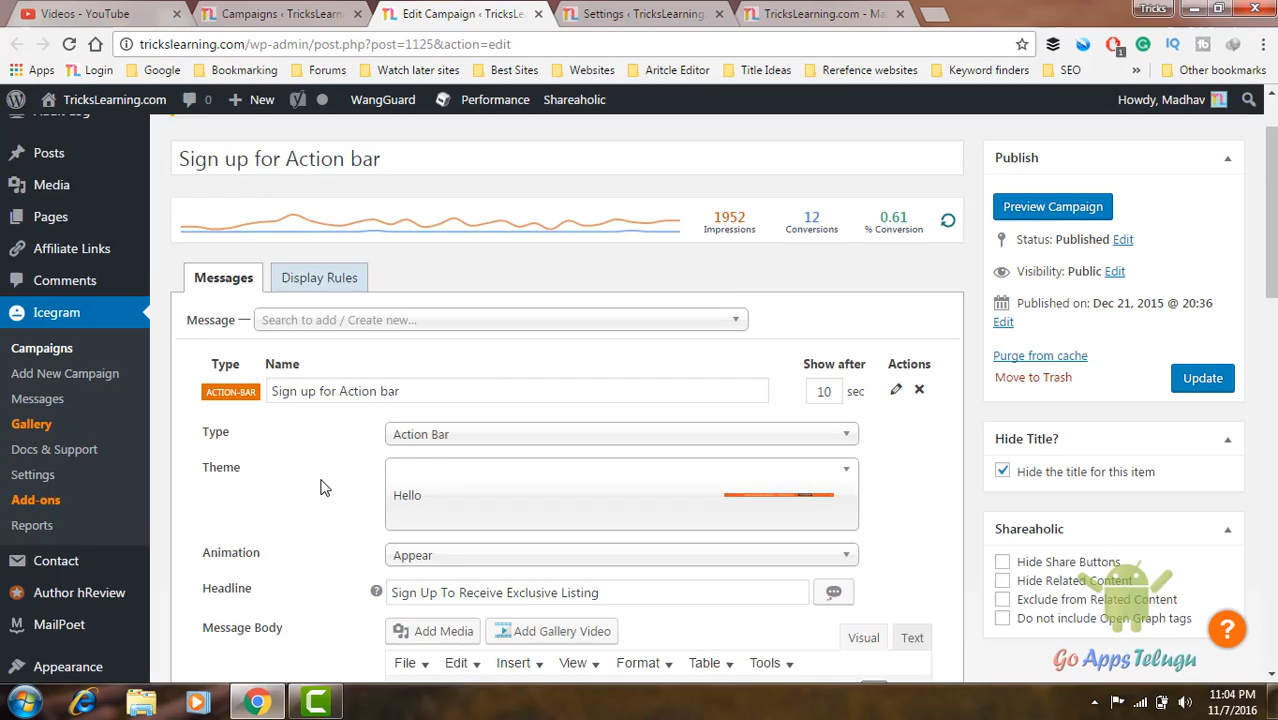 Videos - YouTube
Campaigns ‹ TricksLearning
Edit Campaign ‹ TricksLe
Settings ‹ TricksLearning.
TricksLearning.com - Ma
Tricks
trickslearning.com/wp-admin/post.php?post=1125&action=edit
1
Apps Login Google Bookmarking Forums Watch later sites Best Sites Websites Aritcle Editor Title Ideas Rerefence websites Keyword finders SEO » Other bookmarks
TricksLearning.com 0 New WangGuard Performance Shareaholic Howdy, Madhav
Audit Log
Posts
Media
Pages
Affiliate Links
Comments
Icegram
Campaigns
Add New Campaign
Messages
Gallery
Docs & Support
Settings
Add-ons
Reports
Contact
Author hReview
MailPoet
Appearance
Sign up for Action bar
1952 12 0.61
Impressions Conversions % Conversion
Messages Display Rules
Message — Search to add / Create new...
Type Name Show after Actions
ACTION-BAR Sign up for Action bar 10 sec
Type Action Bar
Theme
Hello
Animation Appear
Headline Sign Up To Receive Exclusive Listing
Message Body Add Media Add Gallery Video Visual Text
File Edit Insert View Format Table Tools
Publish
Preview Campaign
Status: Published Edit
Visibility: Public Edit
Published on: Dec 21, 2015 @ 20:36
Edit
Purge from cache
Move to Trash Update
Hide Title?
Hide the title for this item
Shareaholic
Hide Share Buttons
Hide Related Content
Exclude from Related Content
Do not include Open Graph tags
Go Apps Telugu
?
11:04 PM
11/7/2016